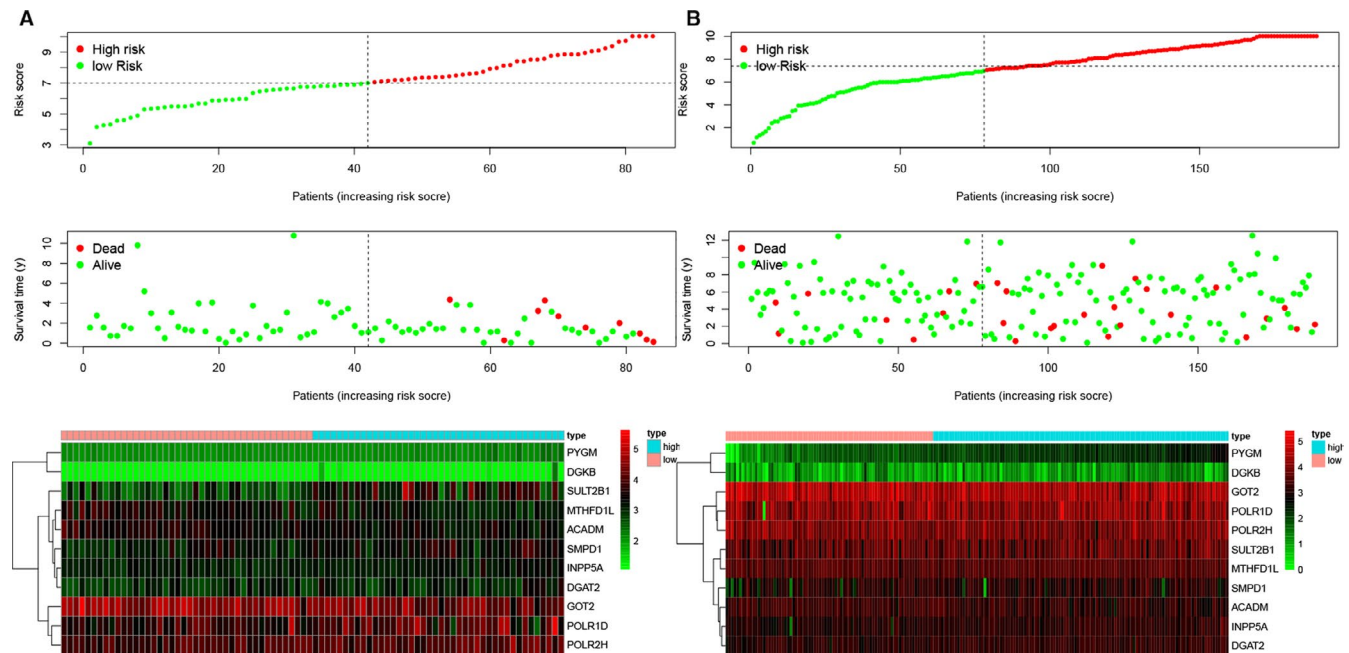 A
High risk
low Risk
Risk score
9
7
5
3
0
20
40
60
80
Patients (increasing risk socre)
Dead
Alive
Survival time (y)
10
8
6
4
2
0
0
20
40
60
80
Patients (increasing risk socre)
type
PYGM
DGKB
SULT2B1
MTHFD1L
ACADM
SMPD1
INPP5A
DGAT2
GOT2
POLR1D
POLR2H
5
4
3
2
type
high
low
B
High risk
low Risk
Risk score
10
8
6
4
2
0
50
100
150
Patients (increasing risk socre)
Dead
Alive
Survival time (y)
12
8
6
4
2
0
0
50
100
150
Patients (increasing risk socre)
type
PYGM
DGKB
GOT2
POLR1D
POLR2H
SULT2B1
MTHFD1L
SMPD1
ACADM
INPP5A
DGAT2
5
4
3
2
1
0
type
high
low